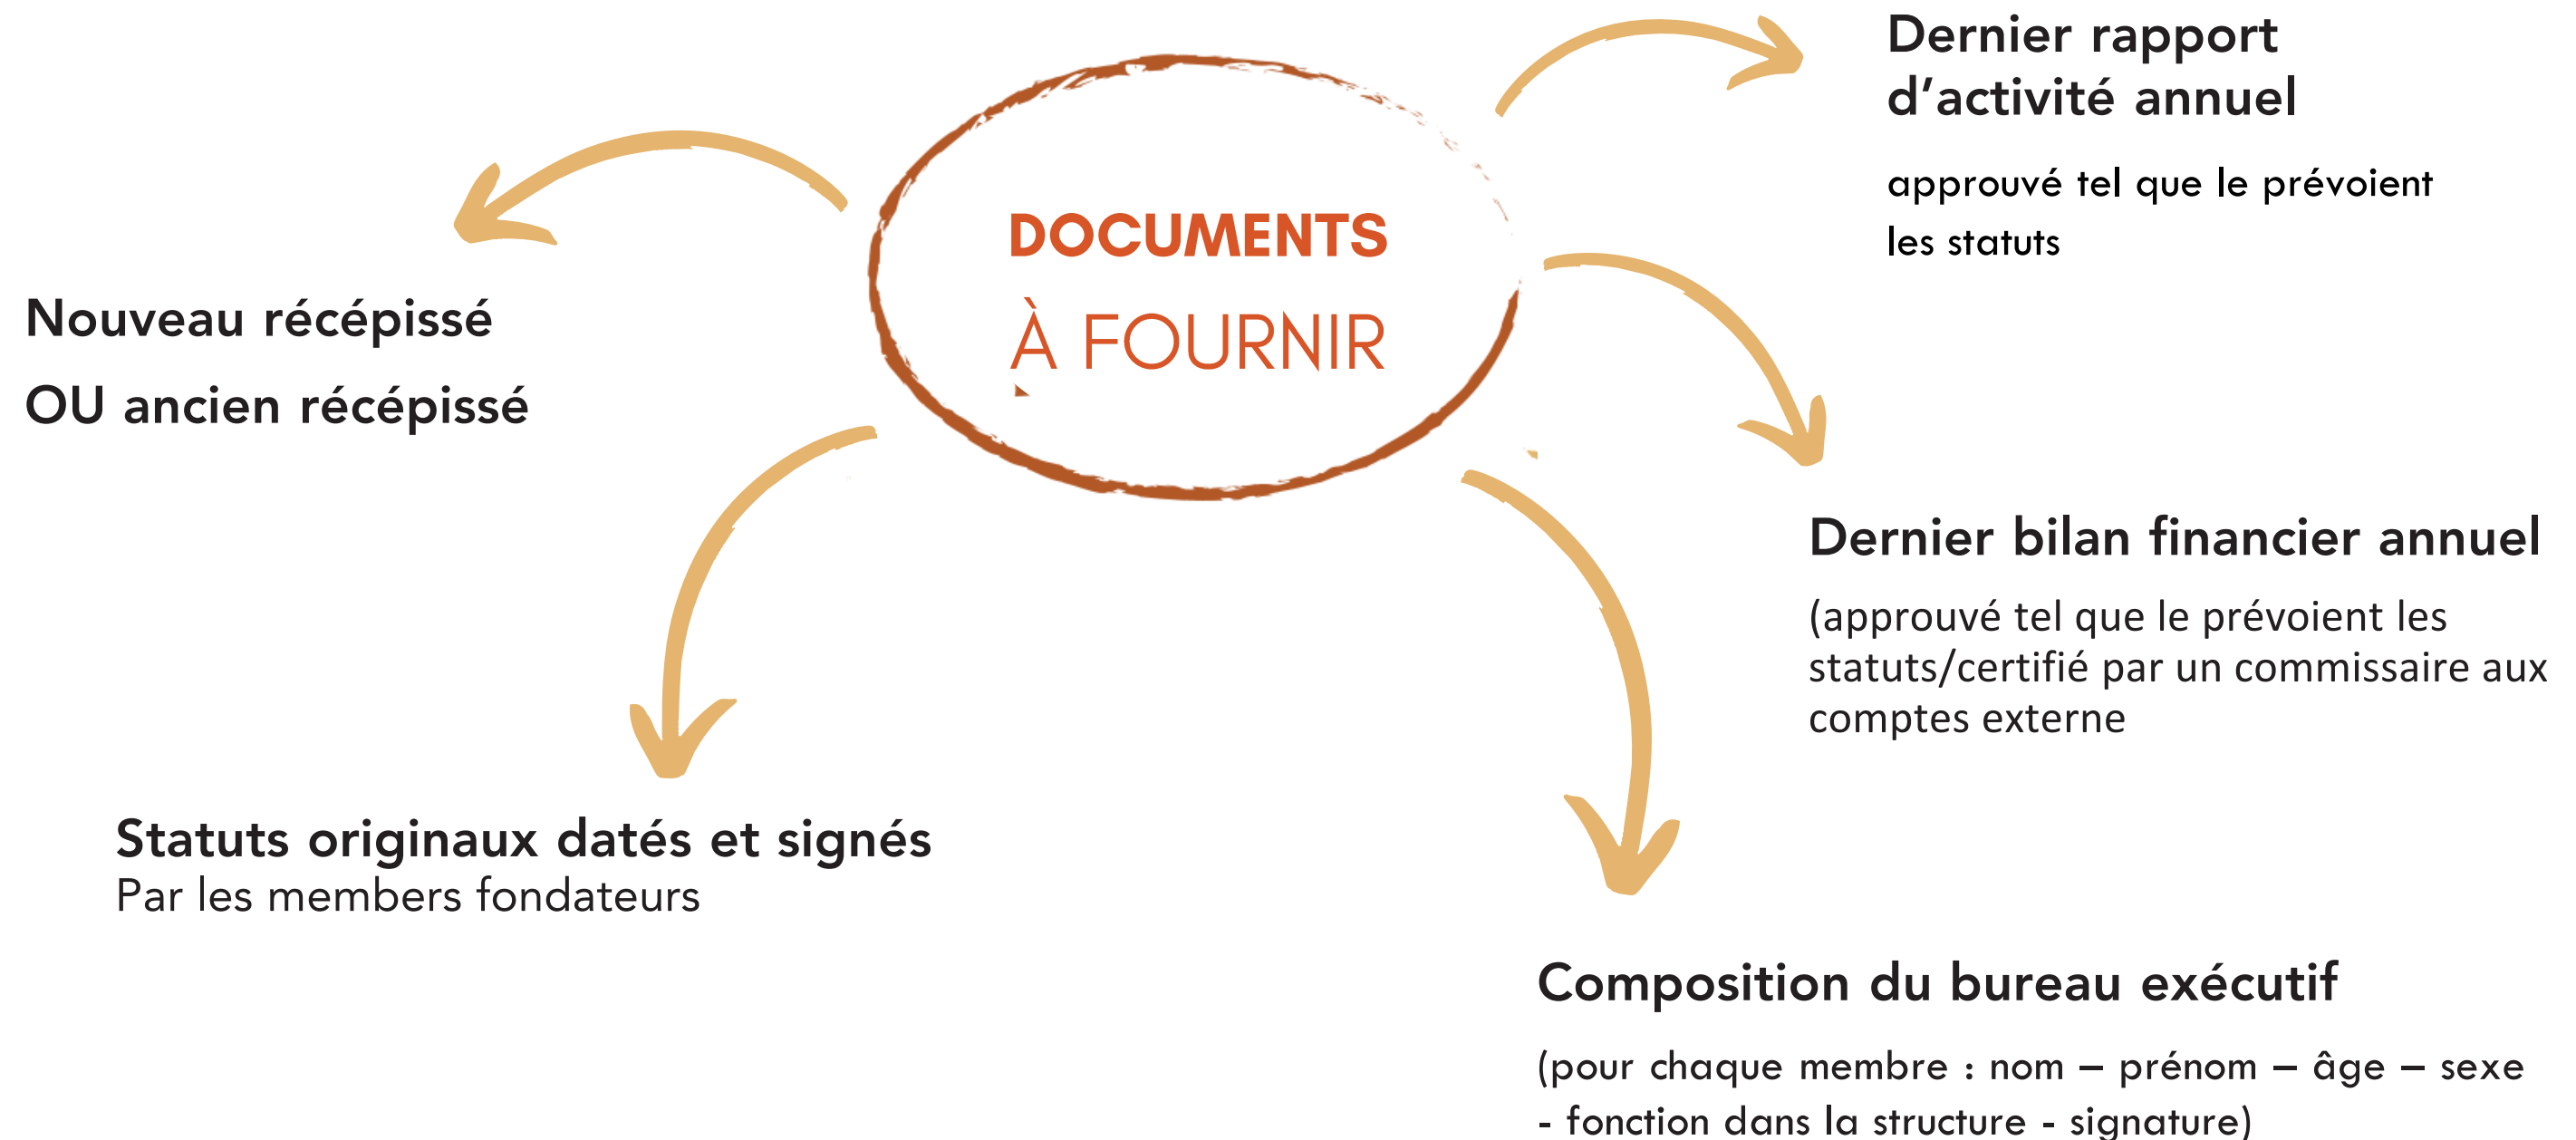 DOCUMENTS
À FOURNIR
Nouveau récépissé
OU ancien récépissé
Statuts originaux datés et signés
Par les members fondateurs
Dernier rapport
d’activité annuel
approuvé tel que le prévoient
les statuts
Dernier bilan financier annuel
(approuvé tel que le prévoient les
statuts/certifié par un commissaire aux
comptes externe
Composition du bureau exécutif
(pour chaque membre : nom – prénom – âge – sexe
- fonction dans la structure - signature)